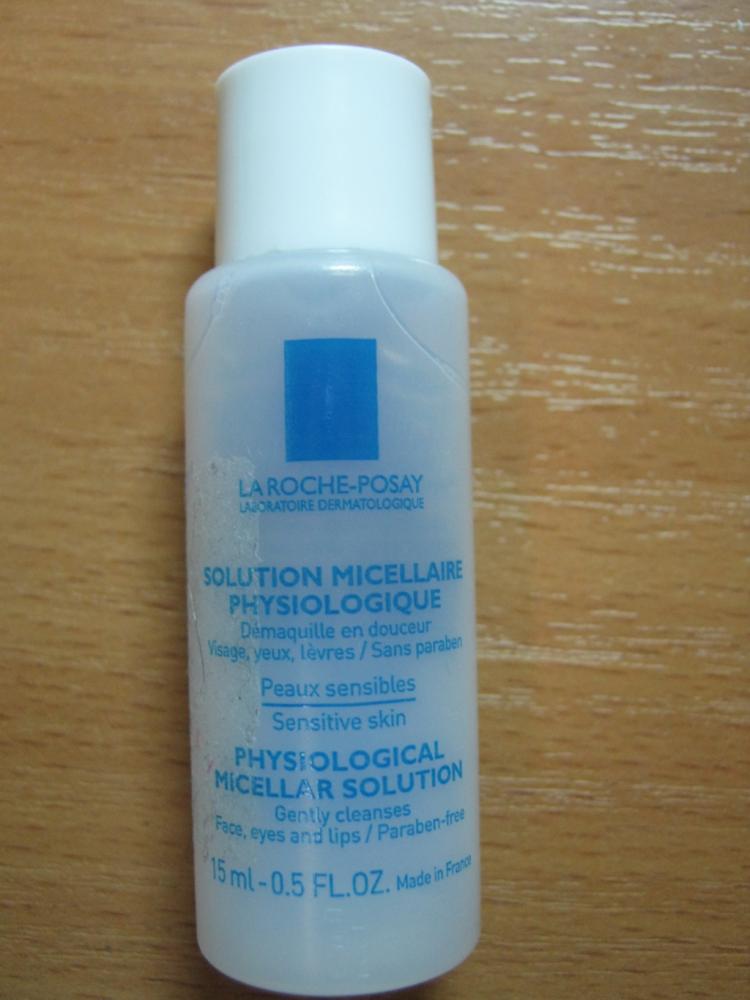 LA ROCHE-POSAY
LABORATOIRE DERMATOLOGIQUE
SOLUTION MICELLAIRE
PHYSIOLOGIQUE
Démaquille en douceur
Visage, yeux, lèvres / Sans paraben
Peaux sensibles
Sensitive skin
PHYSIOLOGICAL
MICELLAR SOLUTION
Gently cleanses
Face, eyes and lips / Paraben-free
15 ml - 0.5 FL.OZ. Made in France